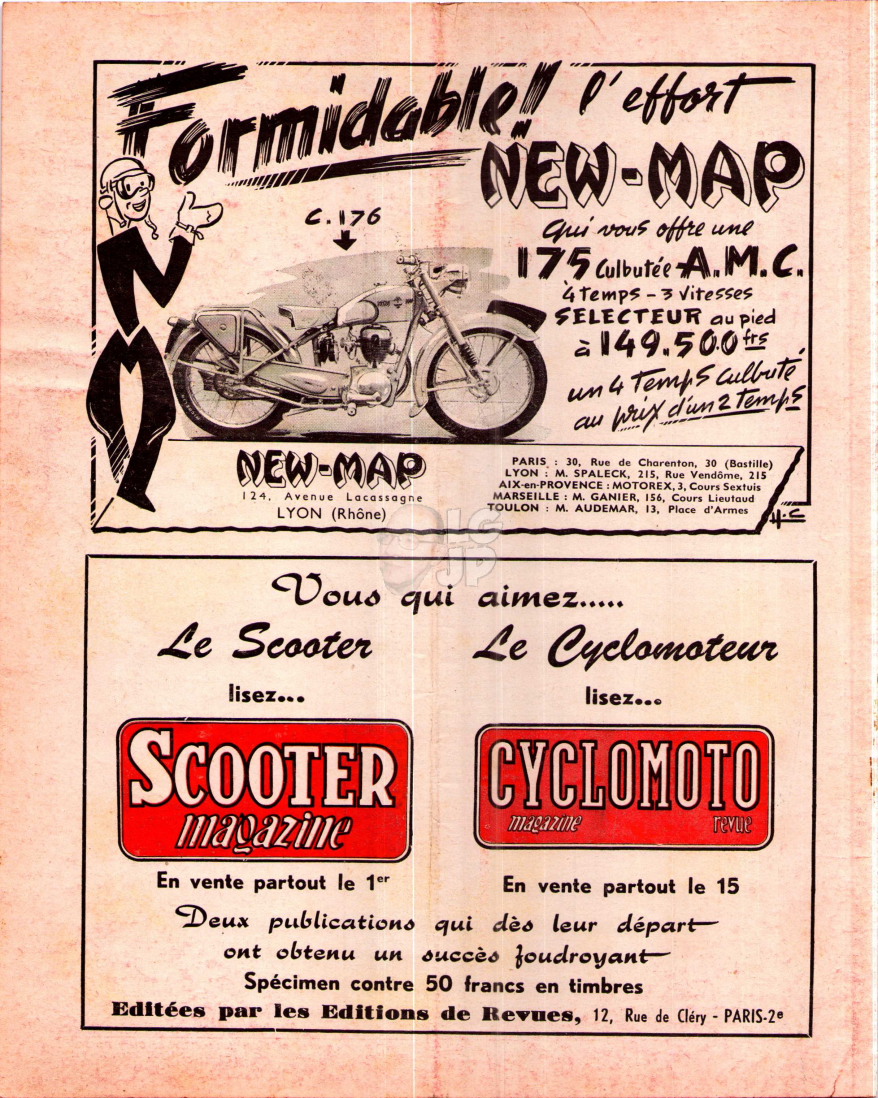 Formidable! l'effort
NEW-MAP
qui vous offre une
175 Culbutée A.M.C.
4 Temps - 3 Vitesses
SELECTEUR au pied
à 149.500 frs
un 4 Temps culbuté
au prix d'un 2 Temps
C.176
NEW-MAP
124, Avenue Lacassagne
LYON (Rhône)
PARIS : 30, Rue de Charenton, 30 (Bastille)
LYON : M. SPALECK, 215, Rue Vendôme, 215
AIX-en-PROVENCE : MOTOREX, 3, Cours Sextuis
MARSEILLE : M. GANIER, 156, Cours Lieutaud
TOULON : M. AUDEMAR, 13, Place d'Armes
H.C
LG
JP
Vous qui aimez.....
Le Scooter
lisez...
SCOOTER
magazine
En vente partout le 1er
Le Cyclomoteur
lisez...
CYCLOMOTO
magazine revue
En vente partout le 15
Deux publications qui dès leur départ
ont obtenu un succès foudroyant
Spécimen contre 50 francs en timbres
Editées par les Editions de Revues, 12, Rue de Cléry - PARIS-2e